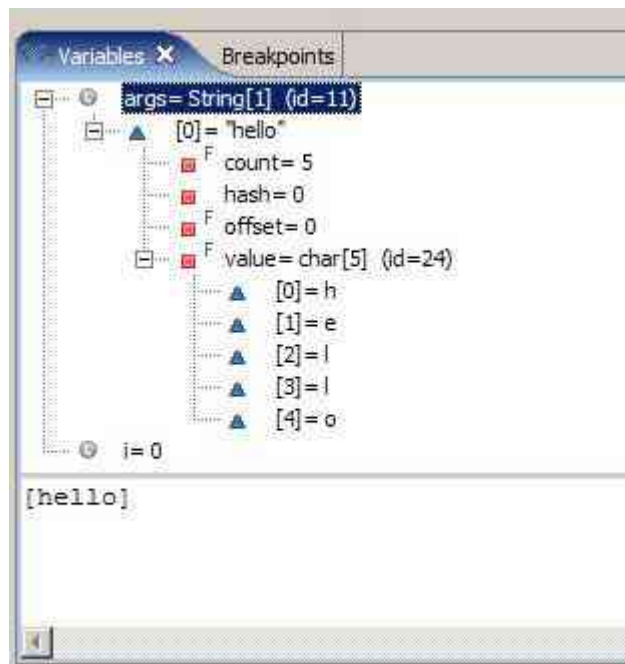 Variables Breakpoints
args= String[1] (id=11)
[0]= "hello"
F count= 5
hash= 0
F offset= 0
F value= char[5] (id=24)
[0]= h
[1]= e
[2]= l
[3]= l
[4]= o
i= 0
[hello]